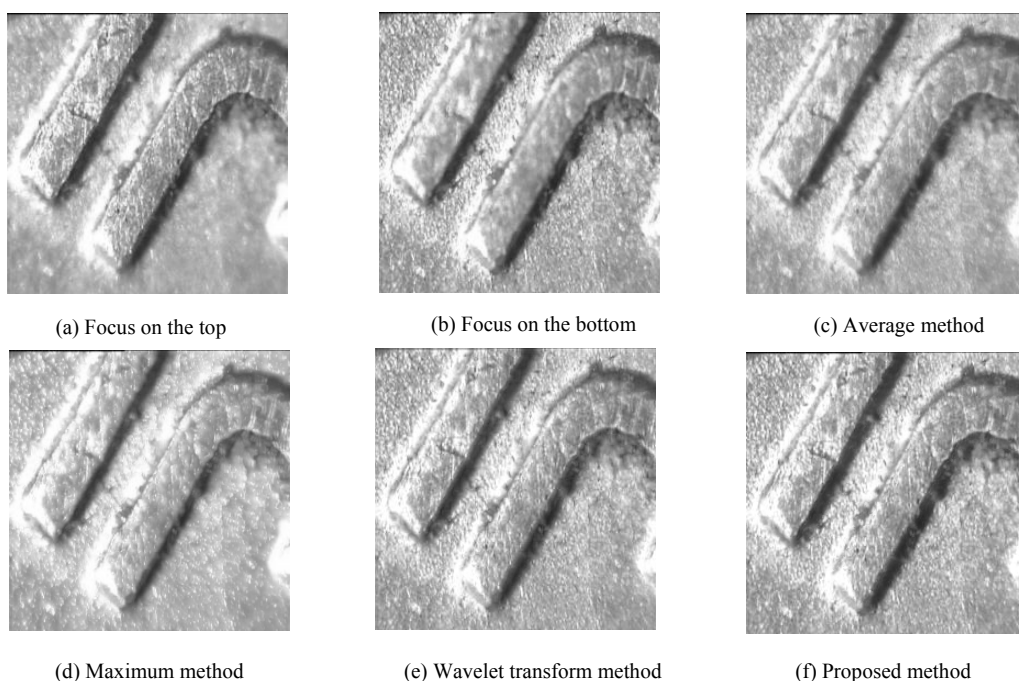 (a) Focus on the top
(b) Focus on the bottom
(c) Average method
(d) Maximum method
(e) Wavelet transform method
(f) Proposed method